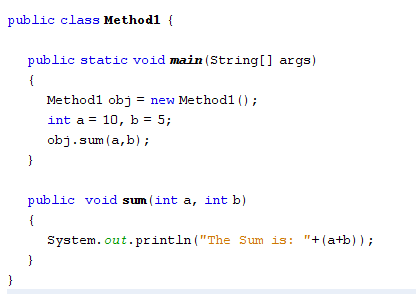 public class Method1 {
public static void main(String[] args)
{
Method1 obj = new Method1();
int a = 10, b = 5;
obj.sum(a,b);
}
public void sum(int a, int b)
{
System.out.println("The Sum is: "+(a+b));
}
}